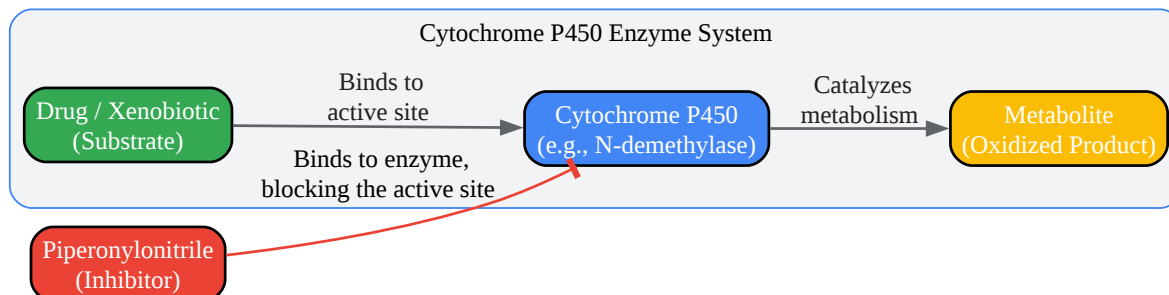 Cytochrome P450 Enzyme System
Drug / Xenobiotic
(Substrate)
Binds to
active site
Cytochrome P450
(e.g., N-demethylase)
Catalyzes
metabolism
Metabolite
(Oxidized Product)
Binds to enzyme,
blocking the active site
Piperonylonitrile
(Inhibitor)